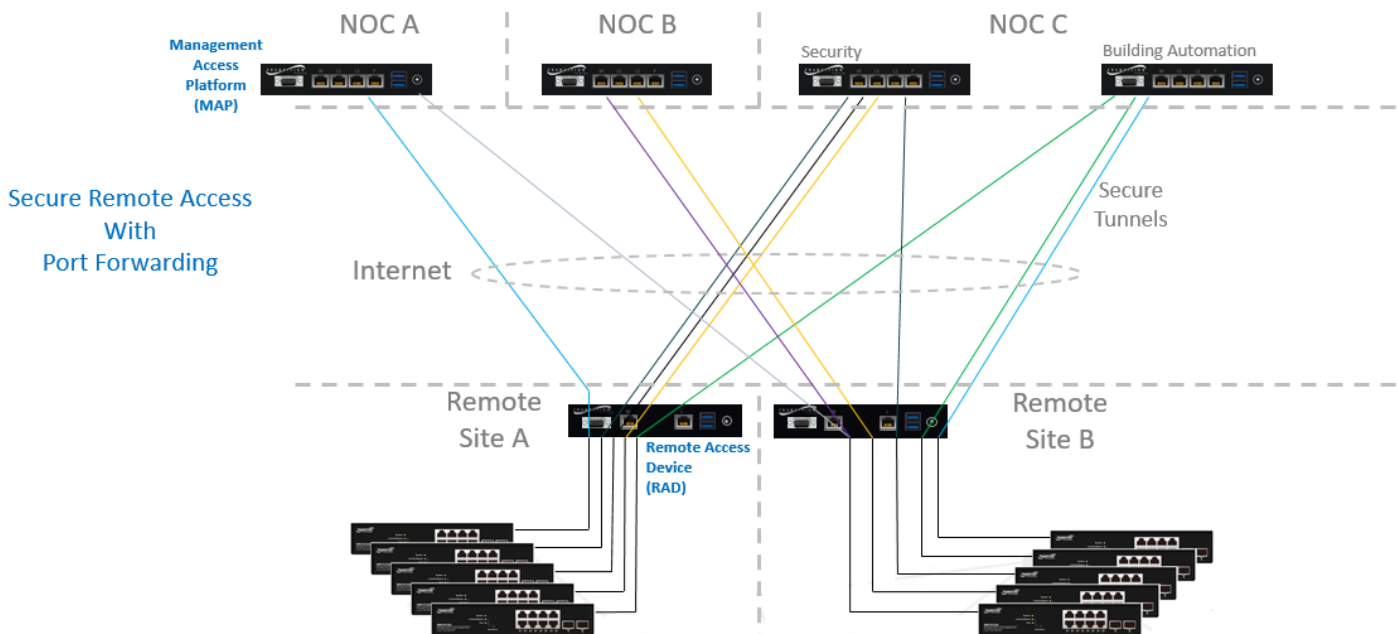 NOC A
NOC B
NOC C
Management
Access
Platform
(MAP)
Security
Building Automation
Secure Remote Access
With
Port Forwarding
Secure
Tunnels
Internet
Remote
Site A
Remote
Site B
Remote Access
Device
(RAD)